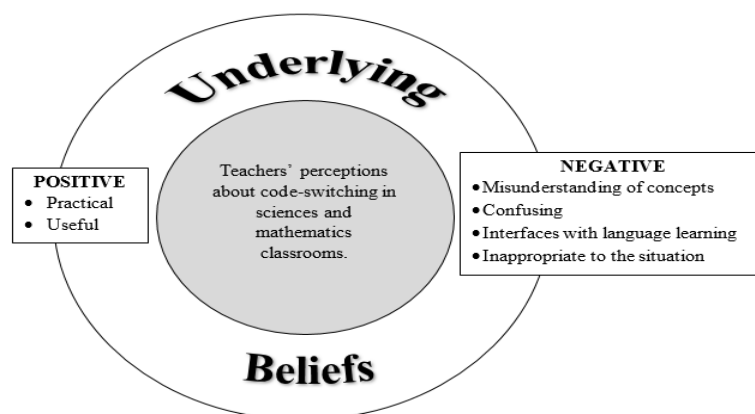 Underlying
Teachers’ perceptions
about code-switching in
sciences and
mathematics
classrooms.
POSITIVE
• Practical
• Useful
NEGATIVE
• Misunderstanding of concepts
• Confusing
• Interfaces with language learning
• Inappropriate to the situation
Beliefs